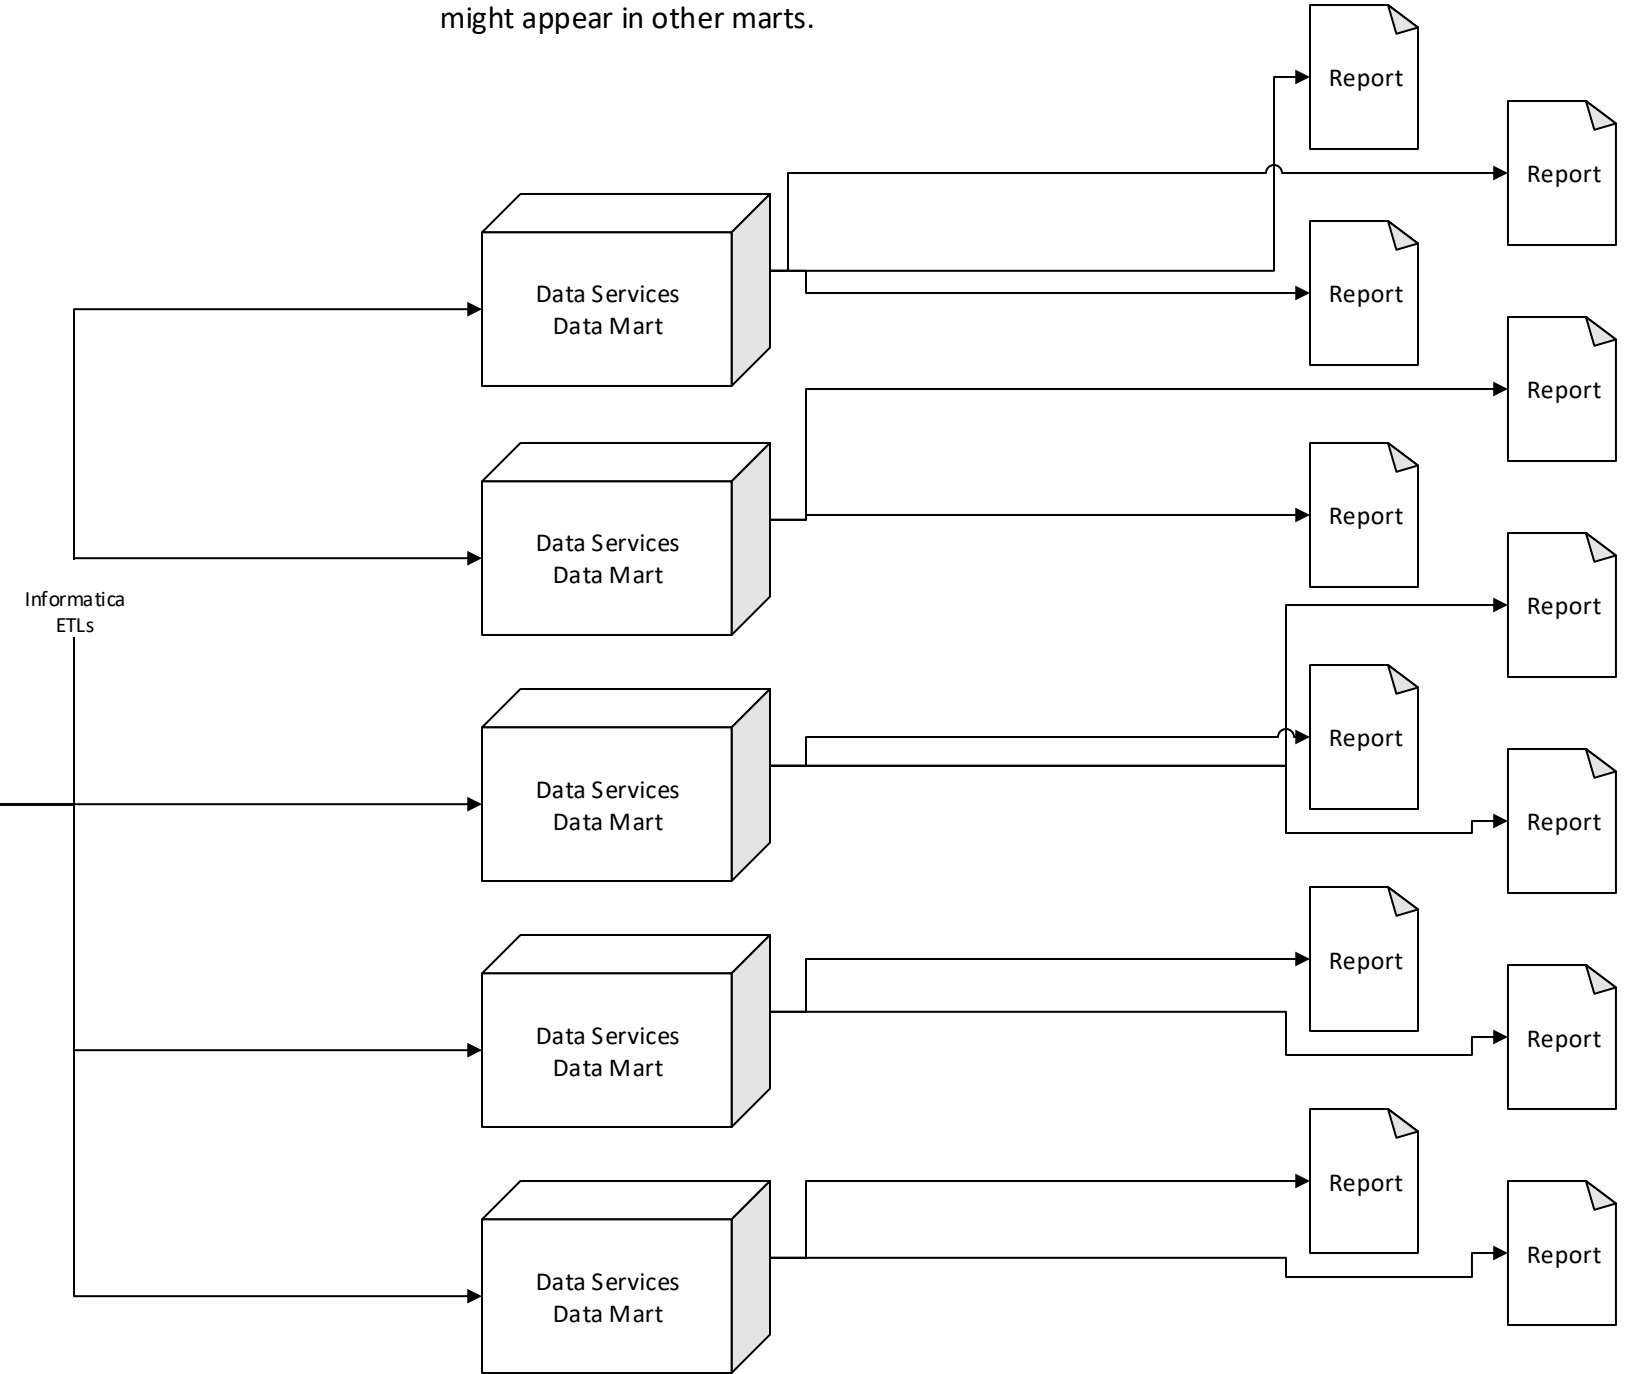 might appear in other marts.
Report
Report
Data Services
Data Mart
Report
Report
Data Services
Data Mart
Report
Informatica
ETLs
Report
Data Services
Data Mart
Report
Report
Data Services
Data Mart
Report
Report
Data Services
Data Mart
Report
Report